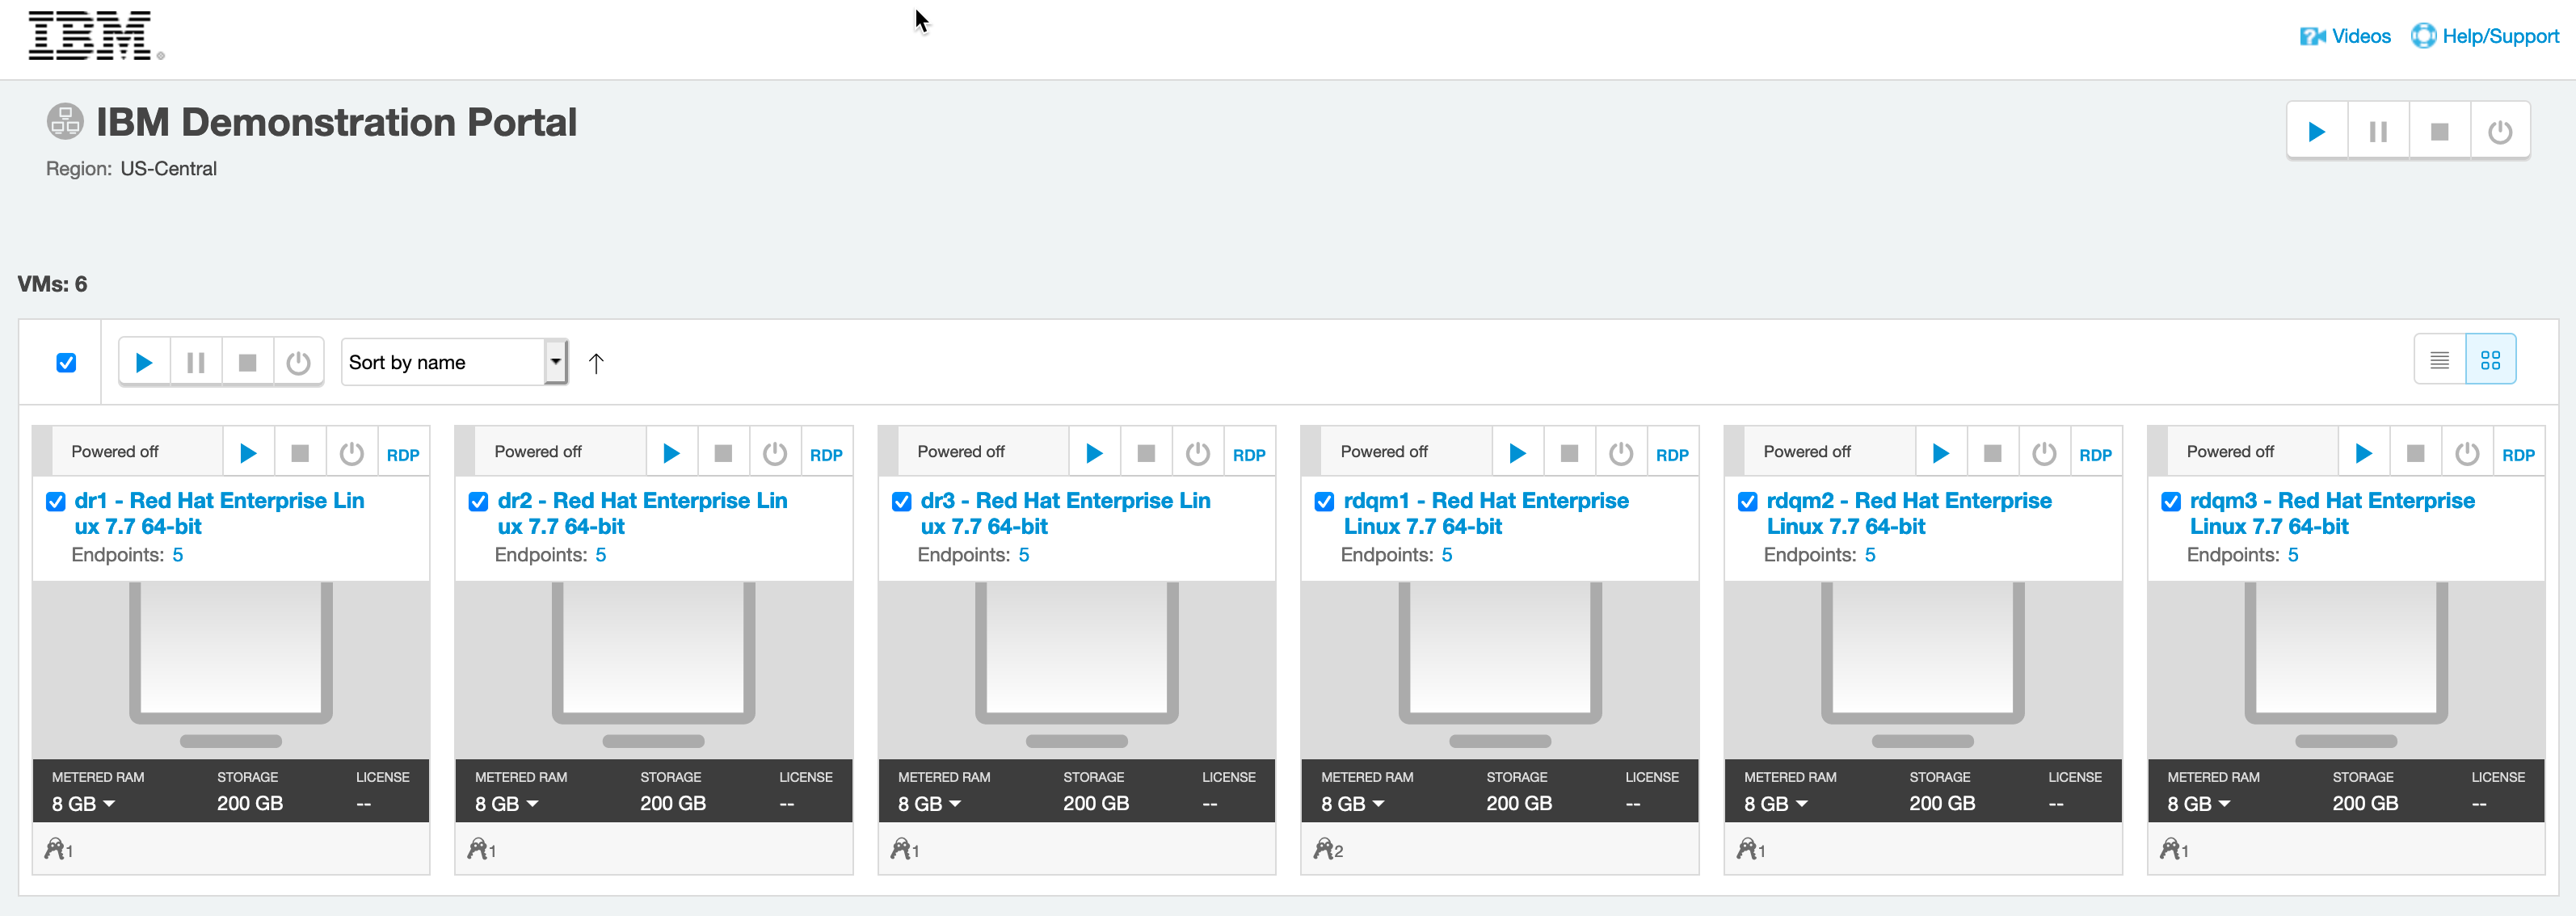 IBM
Videos
Help/Support
IBM Demonstration Portal
Region: US-Central
VMs: 6
Sort by name
Powered off
RDP
dr1 - Red Hat Enterprise Lin
ux 7.7 64-bit
Endpoints: 5
METERED RAM STORAGE LICENSE
8 GB 200 GB --
1
Powered off
RDP
dr2 - Red Hat Enterprise Lin
ux 7.7 64-bit
Endpoints: 5
METERED RAM STORAGE LICENSE
8 GB 200 GB --
1
Powered off
RDP
dr3 - Red Hat Enterprise Lin
ux 7.7 64-bit
Endpoints: 5
METERED RAM STORAGE LICENSE
8 GB 200 GB --
1
Powered off
RDP
rdqm1 - Red Hat Enterprise
Linux 7.7 64-bit
Endpoints: 5
METERED RAM STORAGE LICENSE
8 GB 200 GB --
2
Powered off
RDP
rdqm2 - Red Hat Enterprise
Linux 7.7 64-bit
Endpoints: 5
METERED RAM STORAGE LICENSE
8 GB 200 GB --
1
Powered off
RDP
rdqm3 - Red Hat Enterprise
Linux 7.7 64-bit
Endpoints: 5
METERED RAM STORAGE LICENSE
8 GB 200 GB --
1